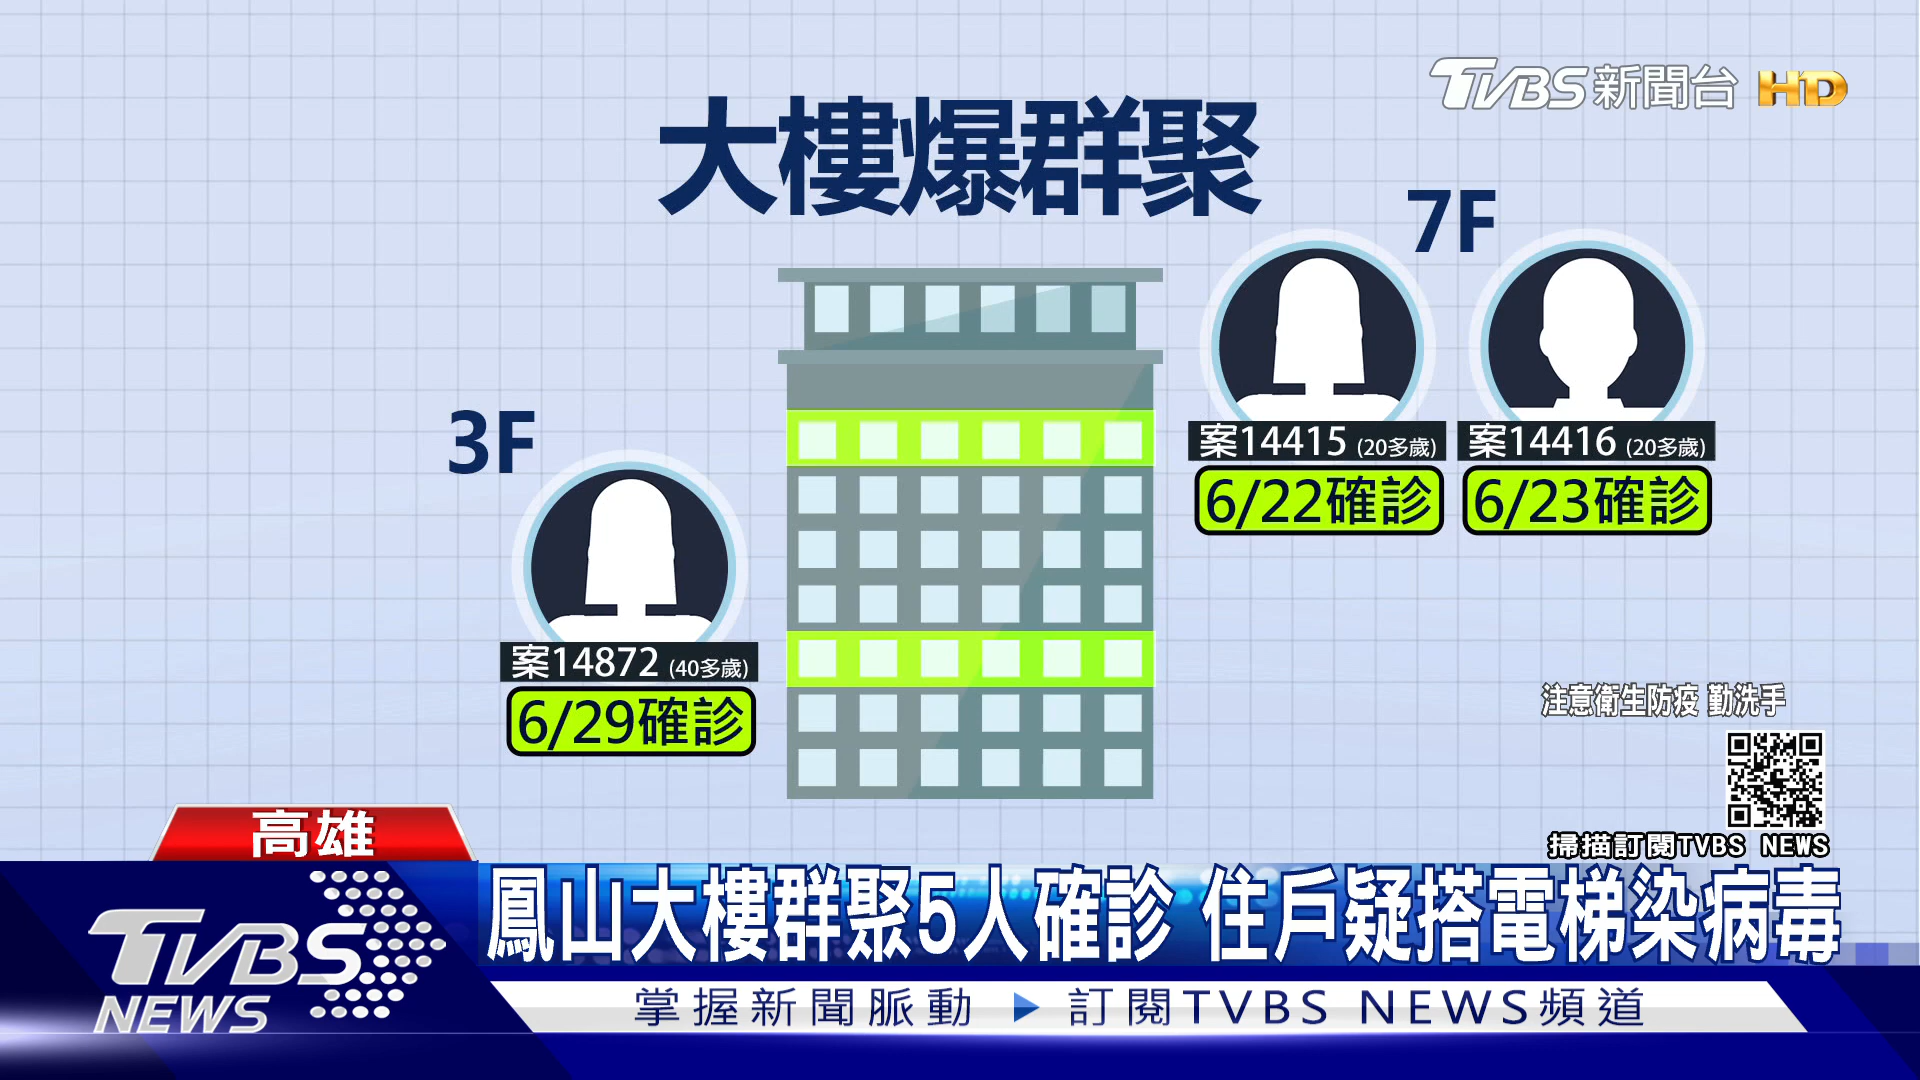 TVBS新聞台 HD
大樓爆群聚
7F
案14415 (20多歲)
6/22確診
案14416 (20多歲)
6/23確診
3F
案14872 (40多歲)
6/29確診
注意衛生防疫 勤洗手
掃描訂閱TVBS NEWS
高雄
鳳山大樓群聚5人確診 住戶疑搭電梯染病毒
TVBS
NEWS
掌握新聞脈動 ▶ 訂閱TVBS NEWS頻道